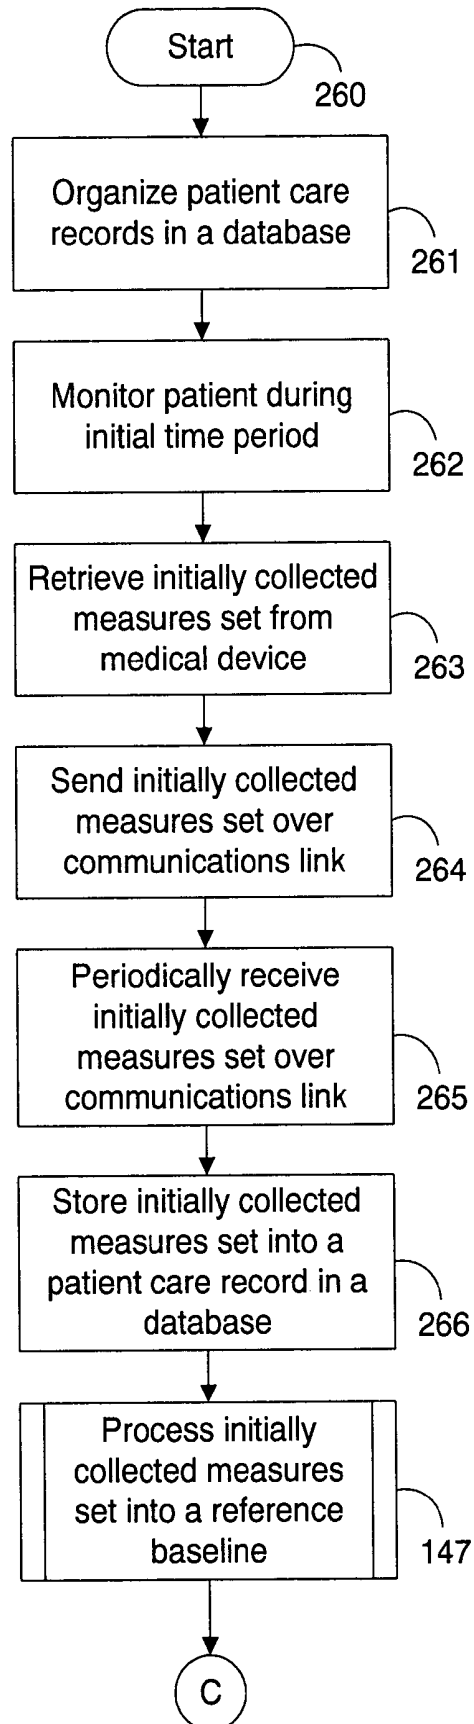 Start
260
Organize patient care
records in a database
261
Monitor patient during
initial time period
262
Retrieve initially collected
measures set from
medical device
263
Send initially collected
measures set over
communications link
264
Periodically receive
initially collected
measures set over
communications link
265
Store initially collected
measures set into a
patient care record in a
database
266
Process initially
collected measures
set into a reference
baseline
147
C